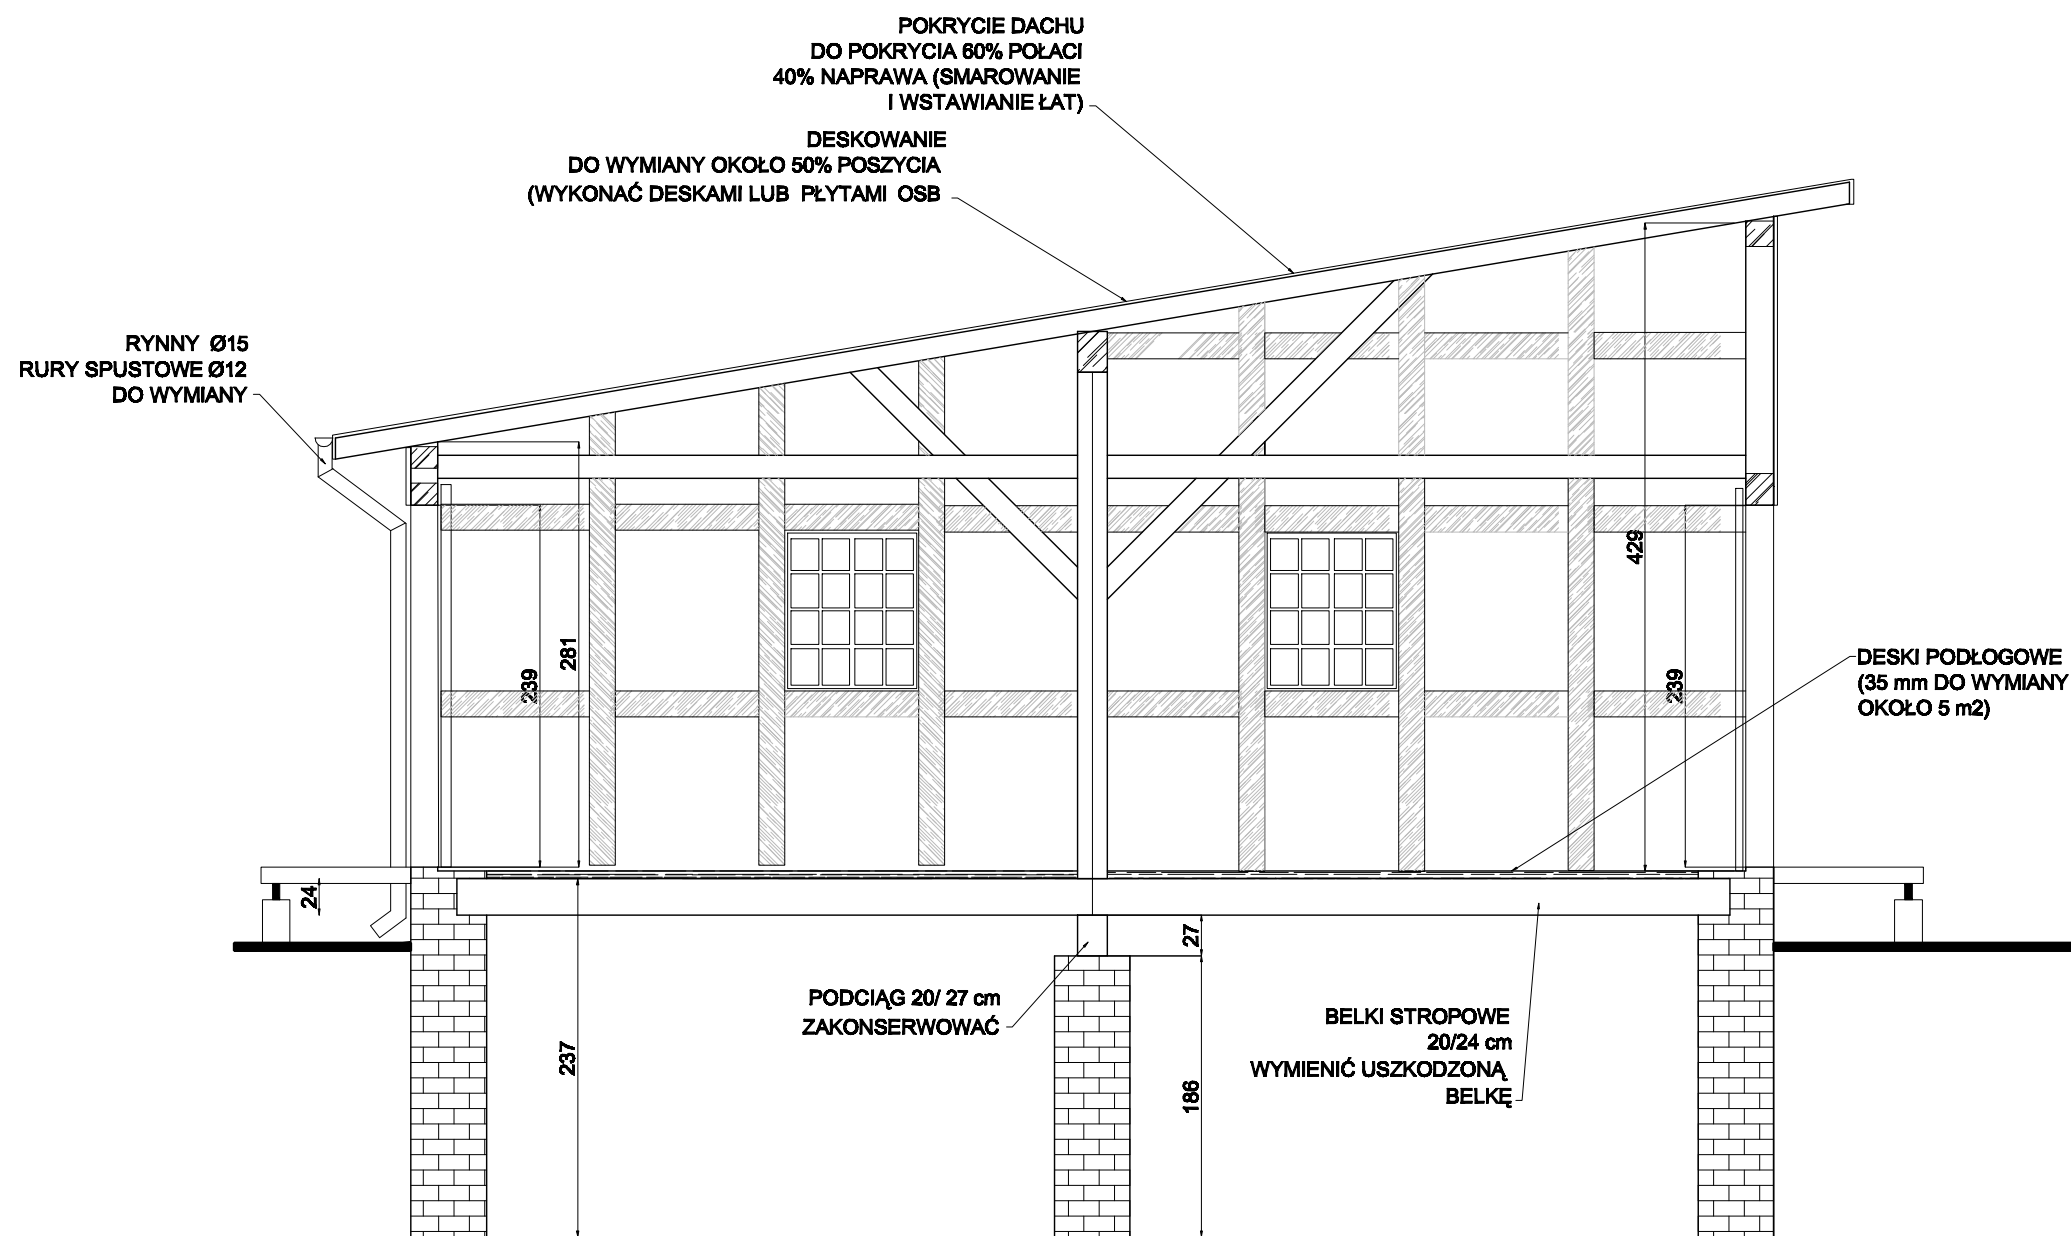 POKRYCIE DACHU
DO POKRYCIA 60% POŁACI
40% NAPRAWA (SMAROWANIE
I WSTAWIANIE ŁAT)
DESKOWANIE
DO WYMIANY OKOŁO 50% POSZYCIA
(WYKONAĆ DESKAMI LUB PŁYTAMI OSB
RYNNY Ø15
RURY SPUSTOWE Ø12
DO WYMIANY
429
281
239
239
DESKI PODŁOGOWE
(35 mm DO WYMIANY
OKOŁO 5 m2)
24
27
PODCIĄG 20/ 27 cm
ZAKONSERWOWAĆ
BELKI STROPOWE
20/24 cm
WYMIENIĆ USZKODZONĄ
BELKĘ
237
186